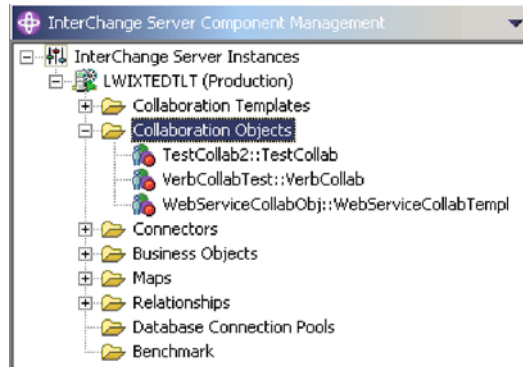 InterChange Server Component Management
InterChange Server Instances
LWIXTEDTLT (Production)
Collaboration Templates
Collaboration Objects
TestCollab2::TestCollab
VerbCollabTest::VerbCollab
WebServiceCollabObj::WebServiceCollabTempl
Connectors
Business Objects
Maps
Relationships
Database Connection Pools
Benchmark